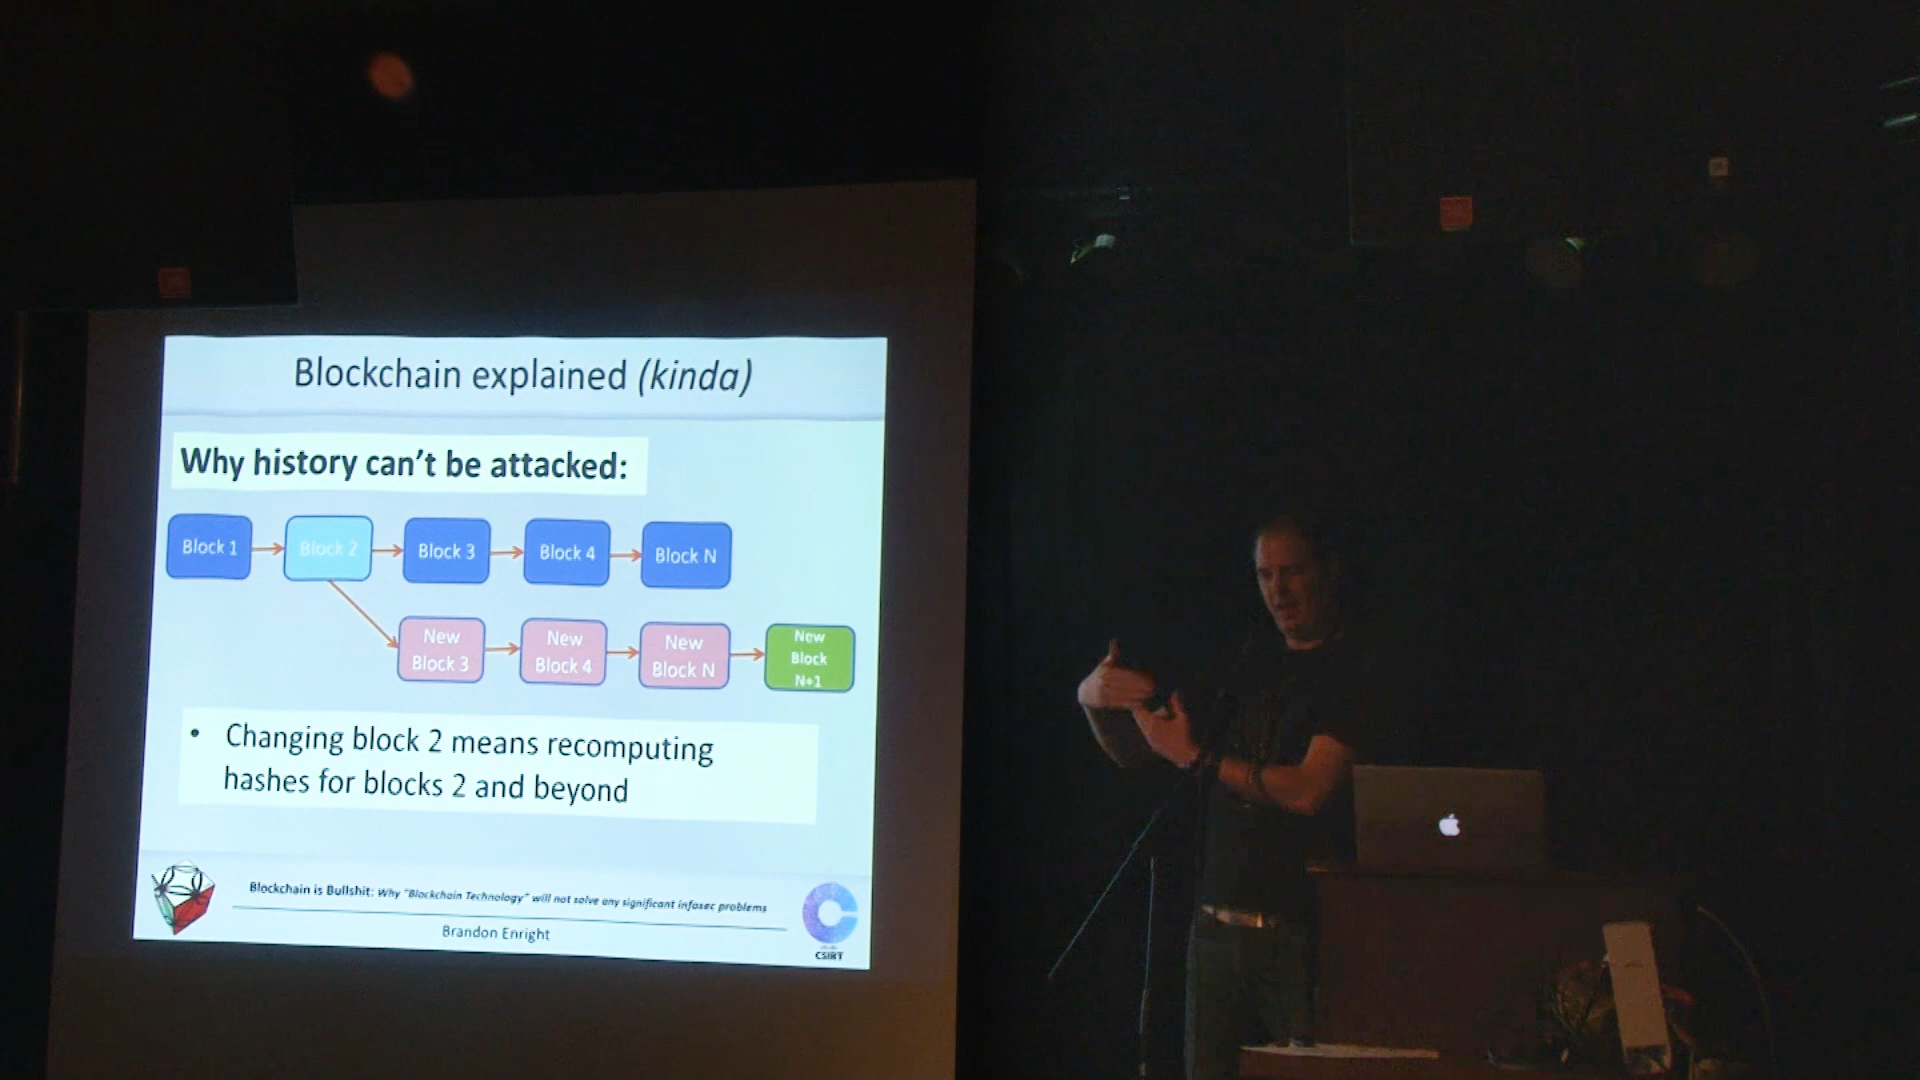 Blockchain explained (kinda)
Why history can't be attacked:
Block 1
Block 2
Block 3
Block 4
Block N
New
Block 3
New
Block 4
New
Block N
New
Block
N+1
• Changing block 2 means recomputing
hashes for blocks 2 and beyond
Blockchain is Bullshit: Why "Blockchain Technology" will not solve any significant infosec problems
Brandon Enright
CSIRT